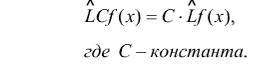 L̂Cf(x) = C · L̂f(x),
где C – константа.